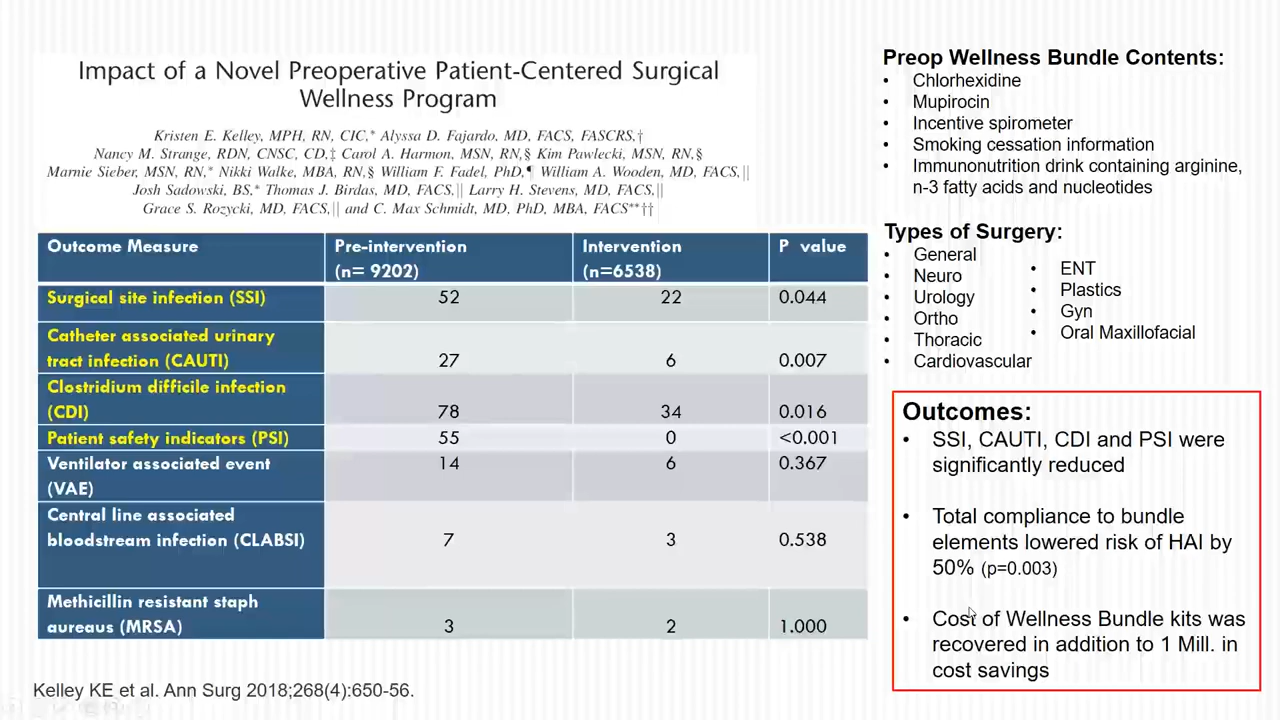 Impact of a Novel Preoperative Patient-Centered Surgical
Wellness Program
Kristen E. Kelley, MPH, RN, CIC,* Alyssa D. Fajardo, MD, FACS, FASCRS,†
Nancy M. Strange, RDN, CNSC, CD,‡ Carol A. Harmon, MSN, RN,§ Kim Pawlecki, MSN, RN,§
Marnie Sieber, MSN, RN,* Nikki Walke, MBA, RN,§ William F. Fadel, PhD,¶ William A. Wooden, MD, FACS,||
Josh Sadowski, BS,* Thomas J. Birdas, MD, FACS,|| Larry H. Stevens, MD, FACS,||
Grace S. Rozycki, MD, FACS,|| and C. Max Schmidt, MD, PhD, MBA, FACS**††
Outcome Measure Pre-intervention Intervention P value
(n= 9202) (n=6538)
Surgical site infection (SSI) 52 22 0.044
Catheter associated urinary
tract infection (CAUTI) 27 6 0.007
Clostridium difficile infection
(CDI) 78 34 0.016
Patient safety indicators (PSI) 55 0 <0.001
Ventilator associated event 14 6 0.367
(VAE)
Central line associated
bloodstream infection (CLABSI) 7 3 0.538
Methicillin resistant staph
aureaus (MRSA) 3 2 1.000
Kelley KE et al. Ann Surg 2018;268(4):650-56.
Preop Wellness Bundle Contents:
• Chlorhexidine
• Mupirocin
• Incentive spirometer
• Smoking cessation information
• Immunonutrition drink containing arginine,
n-3 fatty acids and nucleotides
Types of Surgery:
• General
• Neuro
• Urology
• Ortho
• Thoracic
• Cardiovascular
• ENT
• Plastics
• Gyn
• Oral Maxillofacial
Outcomes:
• SSI, CAUTI, CDI and PSI were
significantly reduced
• Total compliance to bundle
elements lowered risk of HAI by
50% (p=0.003)
• Cost of Wellness Bundle kits was
recovered in addition to 1 Mill. in
cost savings